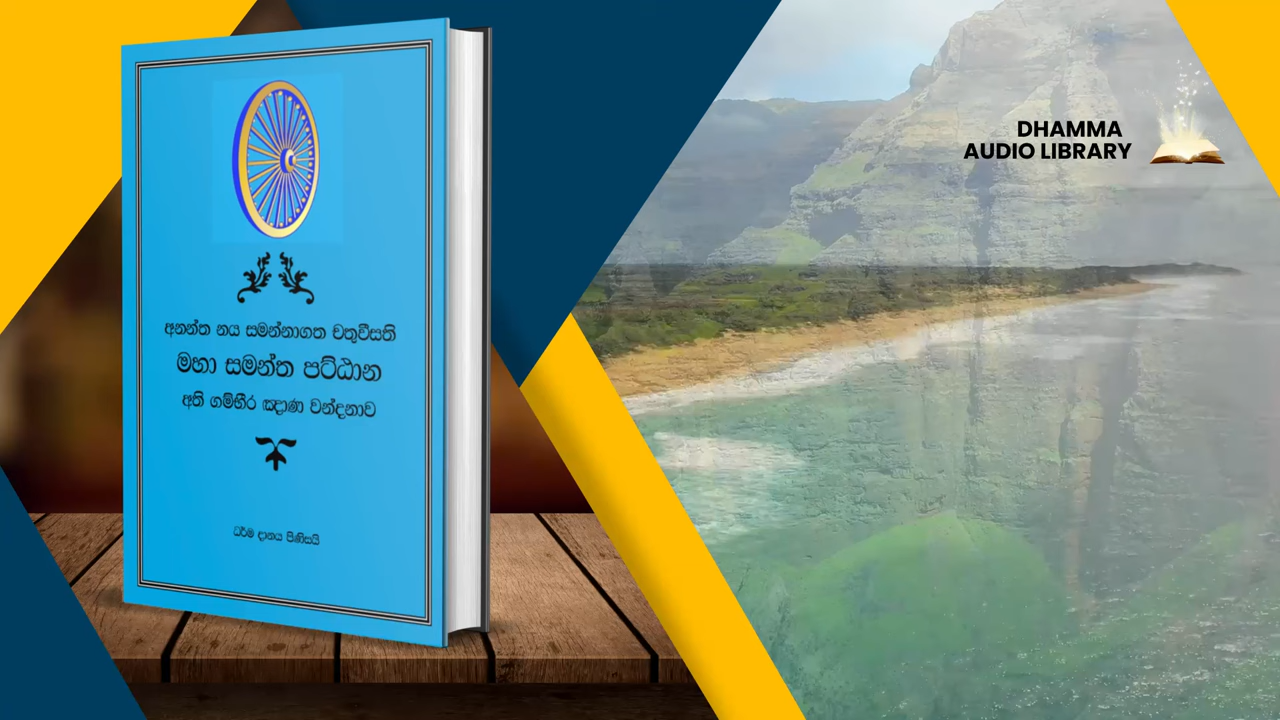 අනන්ත නය සමන්නාගත චතුවීසති
මහා සමන්ත පට්ඨාන
අති ගම්භීර ඤාණ වන්දනාව
ධර්ම දානය පිණිසයි
DHAMMA
AUDIO LIBRARY